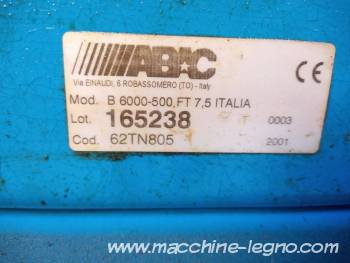 ABAC
Via EINAUDI, 6 ROBASSOMERO (TO) - Italy
CE
Mod. B 6000-500, FT 7,5 ITALIA
Lot. 165238 0003
Cod. 62TN805 2001
www.macchine-legno.com